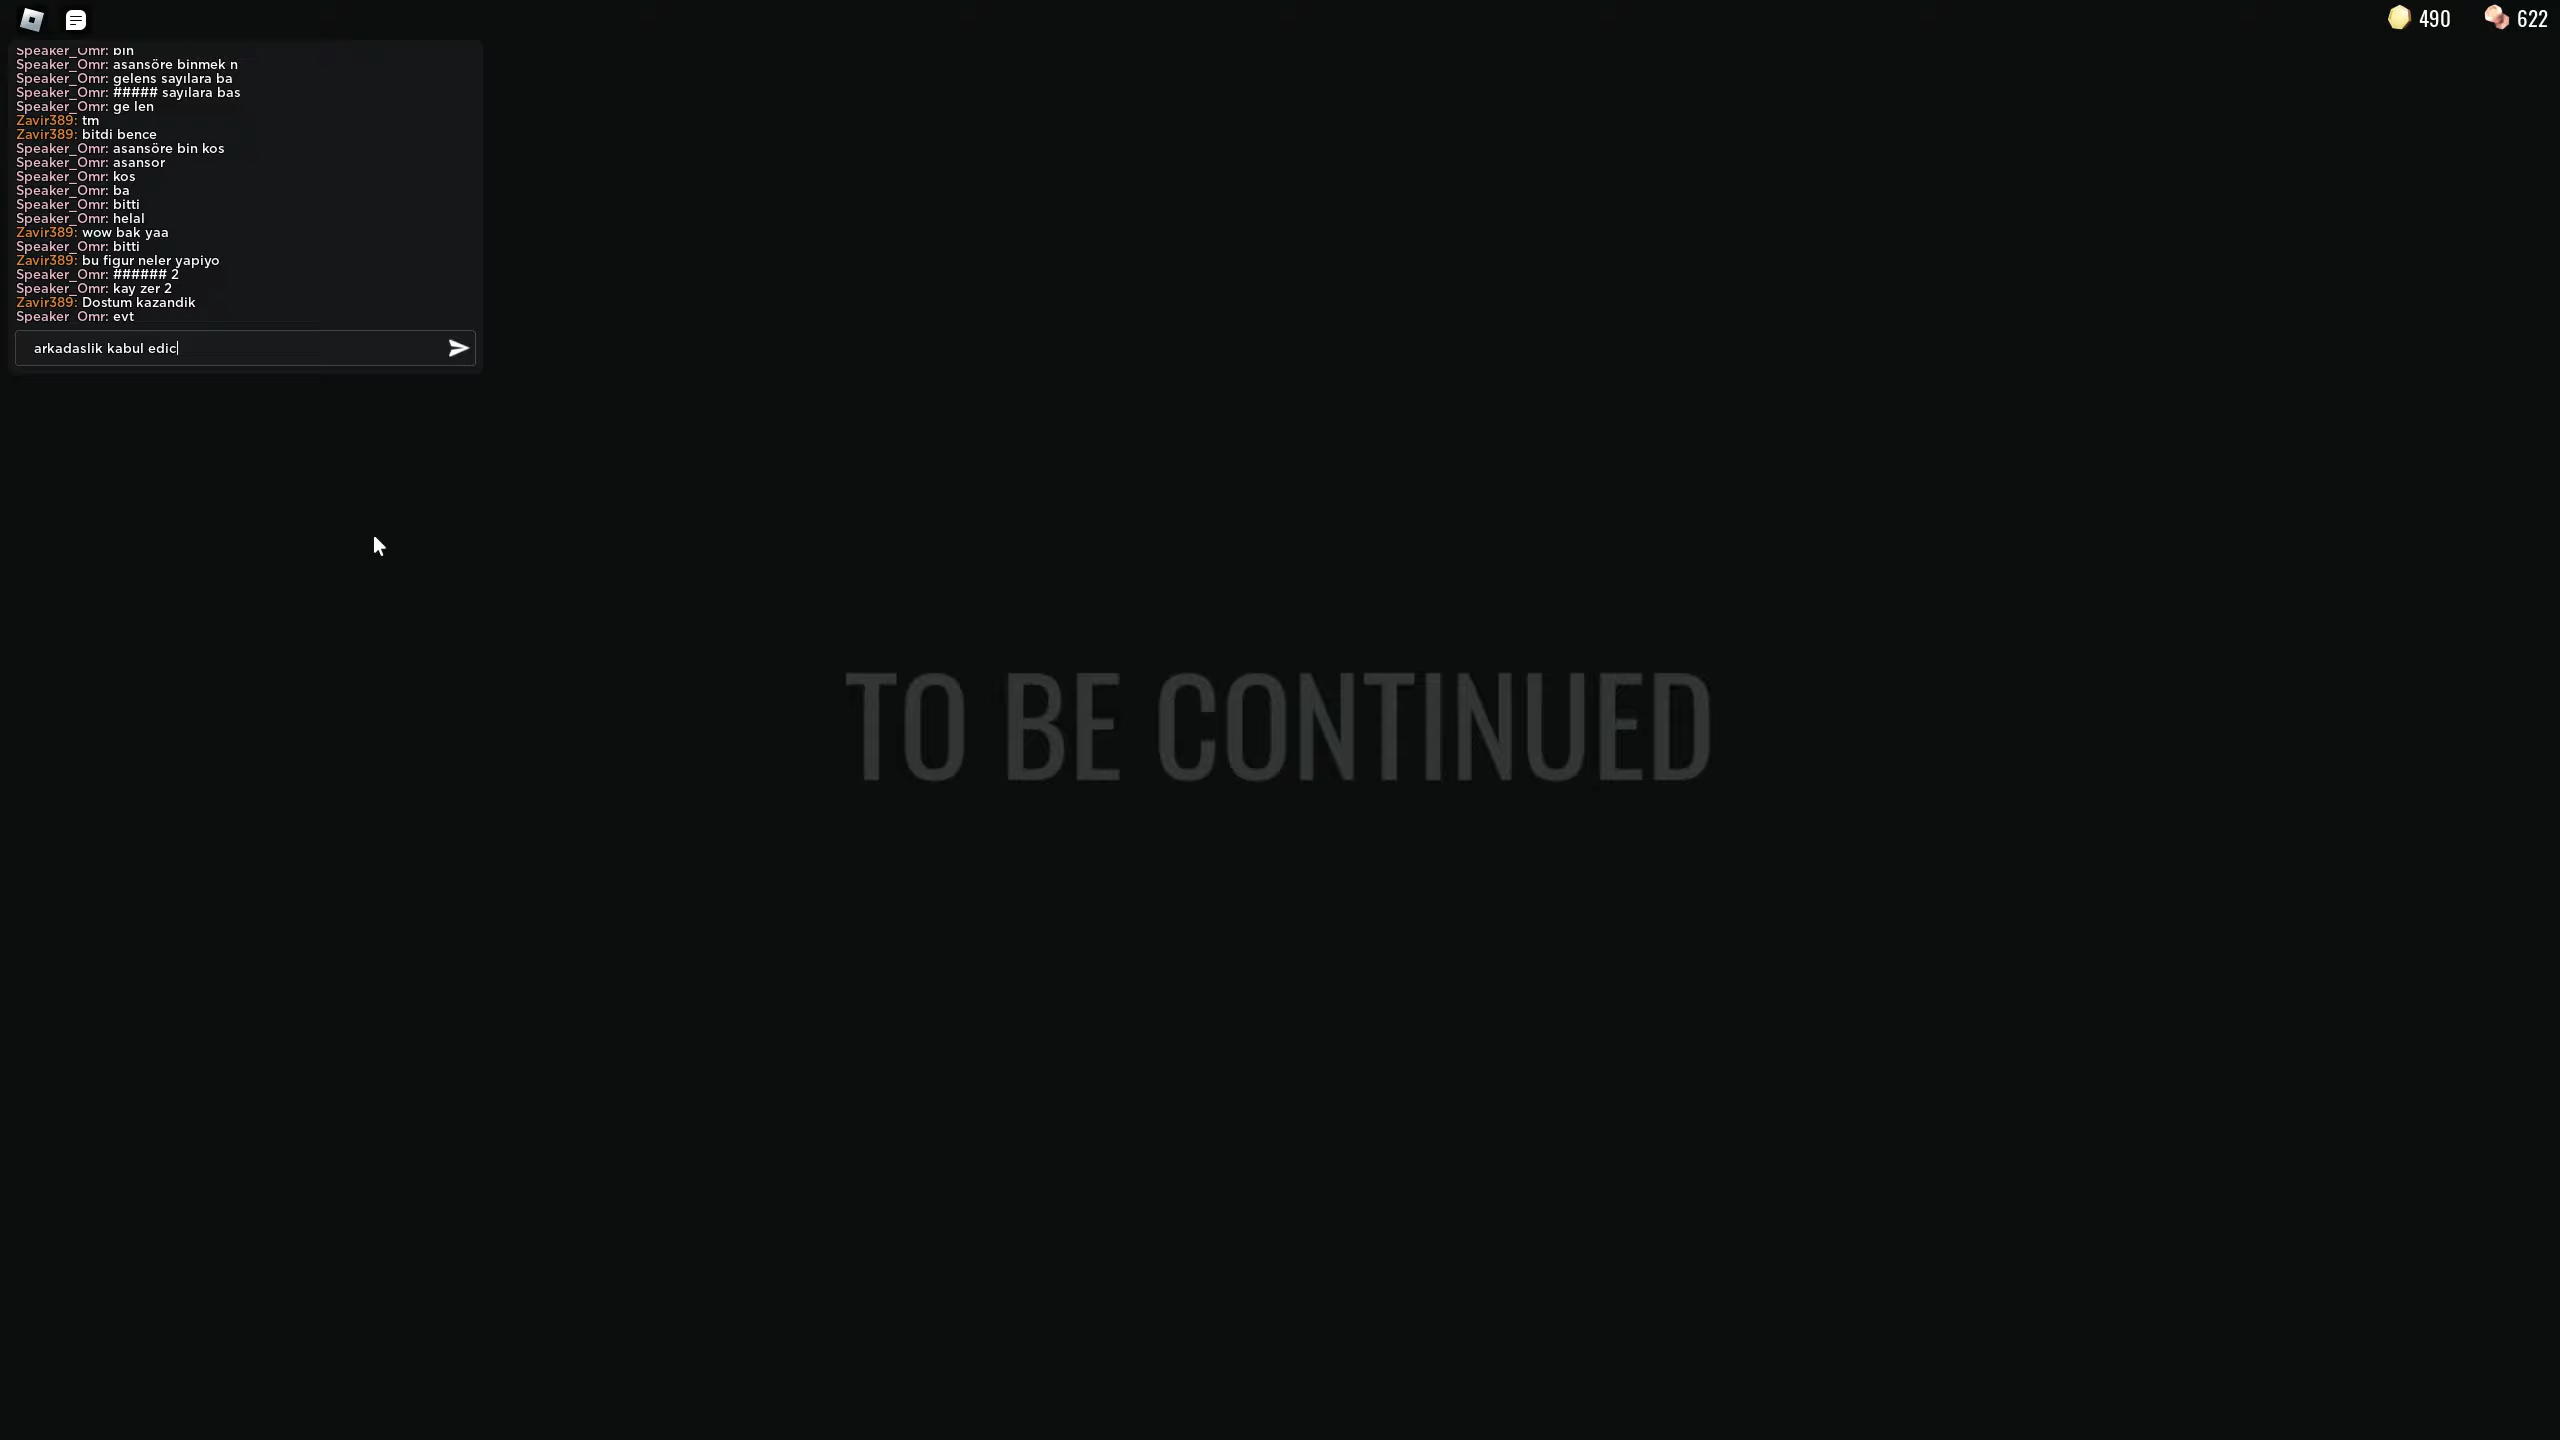 490
622
Speaker_Omr: bin
Speaker_Omr: asansöre binmek n
Speaker_Omr: gelens sayılara ba
Speaker_Omr: ##### sayılara bas
Speaker_Omr: ge len
Zavir389: tm
Zavir389: bitdi bence
Speaker_Omr: asansöre bin kos
Speaker_Omr: asansor
Speaker_Omr: kos
Speaker_Omr: ba
Speaker_Omr: bitti
Speaker_Omr: helal
Zavir389: wow bak yaa
Speaker_Omr: bitti
Zavir389: bu figur neler yapiyo
Speaker_Omr: ###### 2
Speaker_Omr: kay zer 2
Zavir389: Dostum kazandik
Speaker_Omr: evt
arkadaslik kabul edic
TO BE CONTINUED